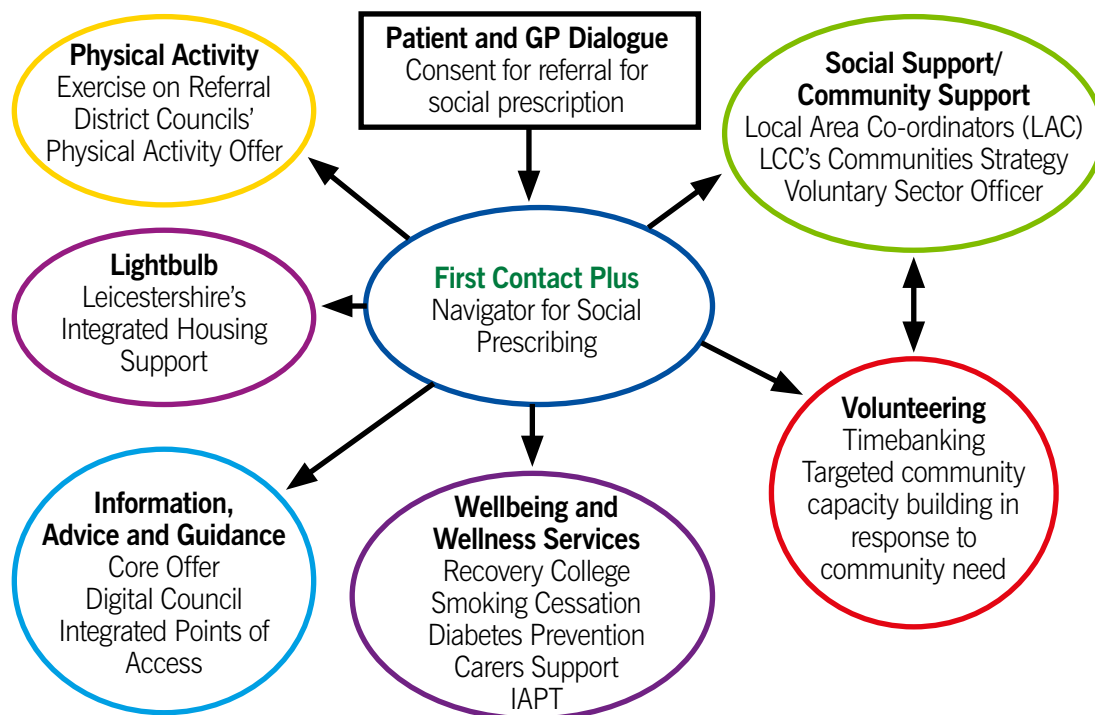 Physical Activity
Exercise on Referral
District Councils'
Physical Activity Offer
Patient and GP Dialogue
Consent for referral for
social prescription
Social Support/
Community Support
Local Area Co-ordinators (LAC)
LCC's Communities Strategy
Voluntary Sector Officer
Lightbulb
Leicestershire's
Integrated Housing
Support
First Contact Plus
Navigator for Social
Prescribing
Volunteering
Timebanking
Targeted community
capacity building in
response to
community need
Information,
Advice and Guidance
Core Offer
Digital Council
Integrated Points of
Access
Wellbeing and
Wellness Services
Recovery College
Smoking Cessation
Diabetes Prevention
Carers Support
IAPT